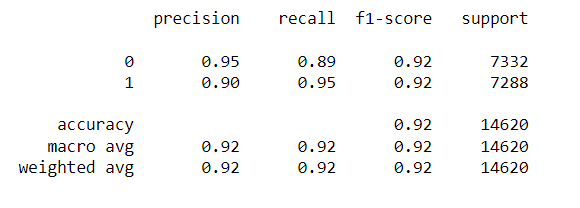 precision recall f1-score support
0 0.95 0.89 0.92 7332
1 0.90 0.95 0.92 7288
accuracy 0.92 14620
macro avg 0.92 0.92 0.92 14620
weighted avg 0.92 0.92 0.92 14620